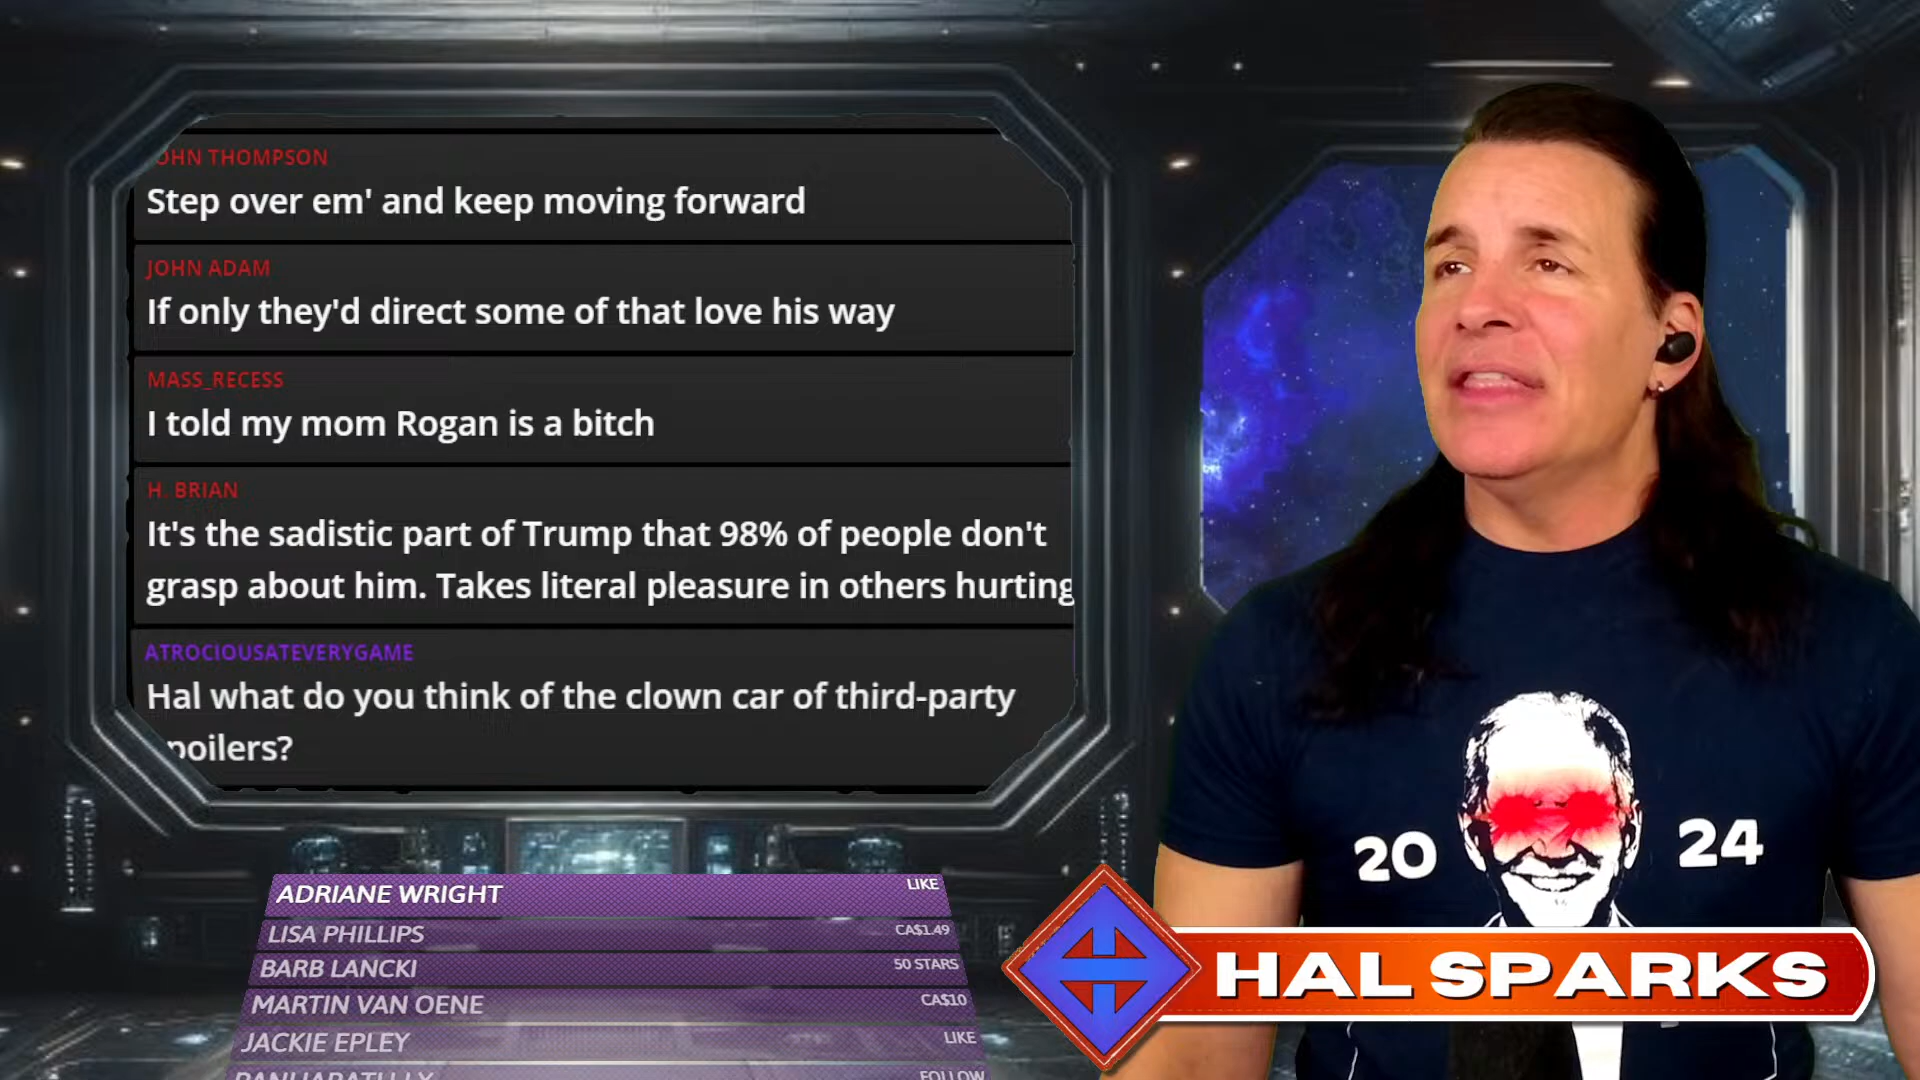 OHN THOMPSON
Step over em' and keep moving forward
JOHN ADAM
If only they'd direct some of that love his way
MASS_RECESS
I told my mom Rogan is a bitch
H. BRIAN
It's the sadistic part of Trump that 98% of people don't
grasp about him. Takes literal pleasure in others hurting
ATROCIOUSATEVERYGAME
Hal what do you think of the clown car of third-party
poilers?
ADRIANE WRIGHT LIKE
LISA PHILLIPS CA$1.49
BARB LANCKI 50 STARS
MARTIN VAN OENE CA$10
JACKIE EPLEY LIKE
FOLLOW
20 24
HAL SPARKS